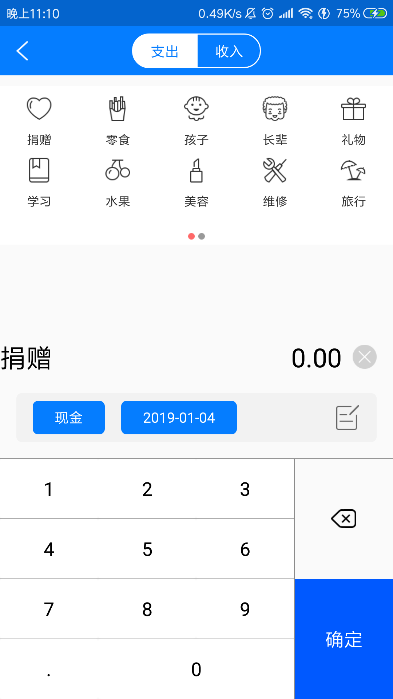 晚上11:10 0.49K/s 75%
支出 收入
捐赠 零食 孩子 长辈 礼物
学习 水果 美容 维修 旅行
捐赠 0.00
现金 2019-01-04
1 2 3
4 5 6
7 8 9
确定
. 0